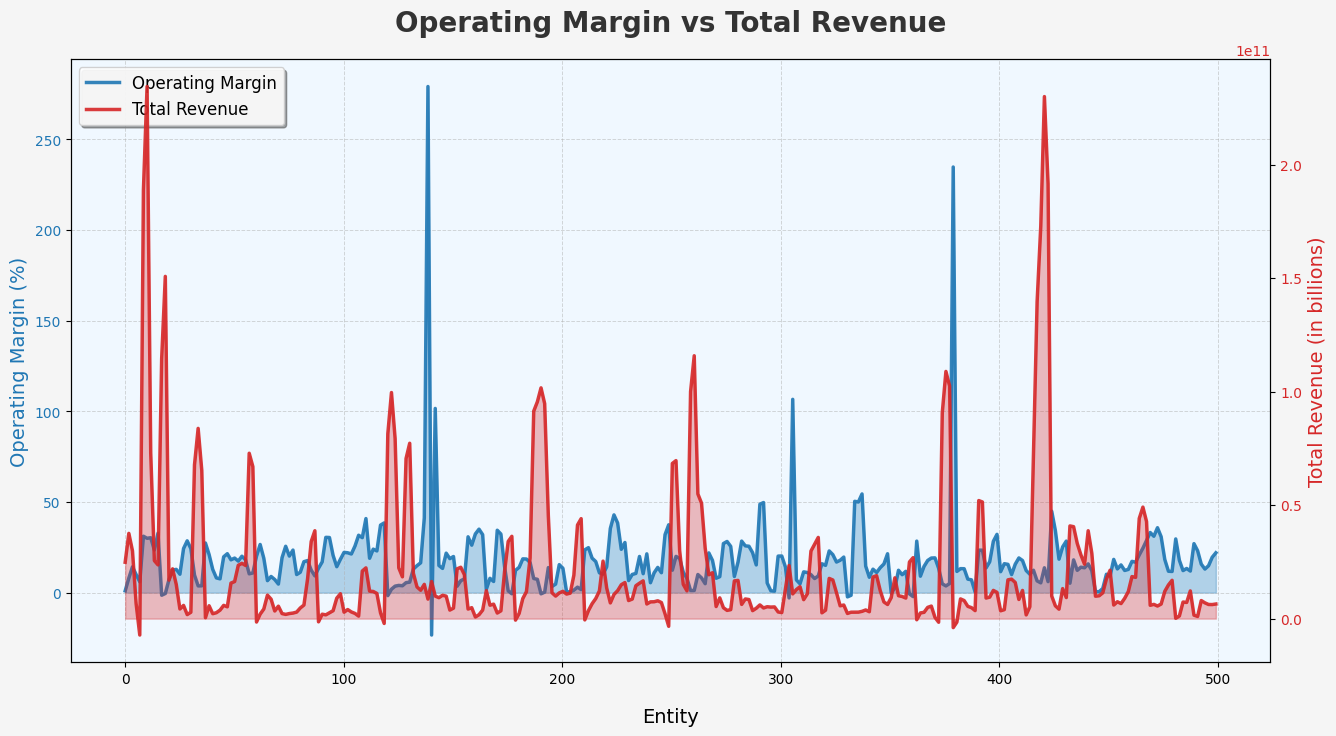 Operating Margin vs Total Revenue
1e11
Operating Margin
Total Revenue
250
200
150
100
50
0
Operating Margin (%)
2.0
1.5
1.0
0.5
0.0
Total Revenue (in billions)
0 100 200 300 400 500
Entity